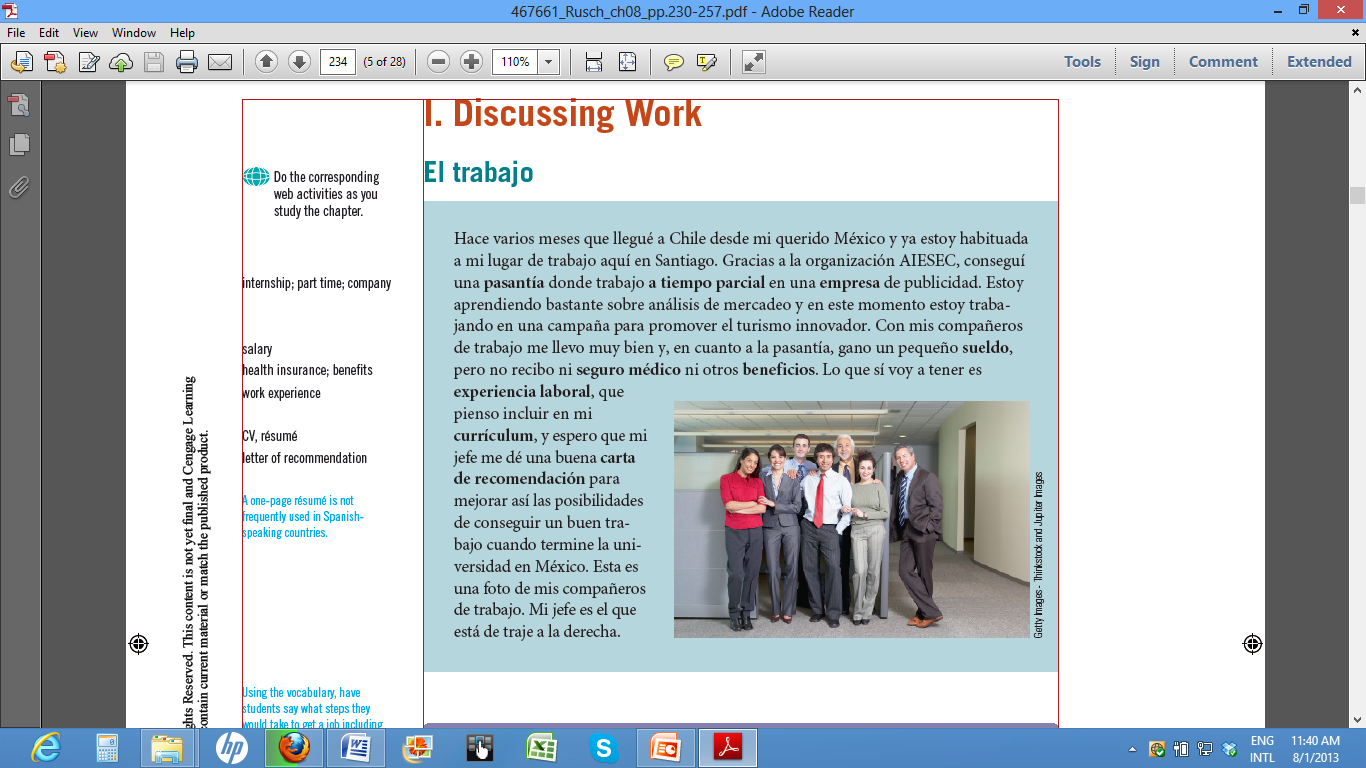 467661_Rusch_ch08_pp.230-257.pdf - Adobe Reader
File Edit View Window Help
234 (5 of 28) 110% Tools Sign Comment Extended
I. Discussing Work
El trabajo
Do the corresponding
web activities as you
study the chapter.
internship; part time; company
salary
health insurance; benefits
work experience
CV, résumé
letter of recommendation
A one-page résumé is not
frequently used in Spanish-
speaking countries.
Using the vocabulary, have
students say what steps they
would take to get a job including
Hace varios meses que llegué a Chile desde mi querido México y ya estoy habituada
a mi lugar de trabajo aquí en Santiago. Gracias a la organización AIESEC, conseguí
una pasantía donde trabajo a tiempo parcial en una empresa de publicidad. Estoy
aprendiendo bastante sobre análisis de mercadeo y en este momento estoy traba-
jando en una campaña para promover el turismo innovador. Con mis compañeros
de trabajo me llevo muy bien y, en cuanto a la pasantía, gano un pequeño sueldo,
pero no recibo ni seguro médico ni otros beneficios. Lo que sí voy a tener es
experiencia laboral, que
pienso incluir en mi
currículum, y espero que mi
jefe me dé una buena carta
de recomendación para
mejorar así las posibilidades
de conseguir un buen tra-
bajo cuando termine la uni-
versidad en México. Esta es
una foto de mis compañeros
de trabajo. Mi jefe es el que
está de traje a la derecha.
Getty Images - Thinkstock and Jupiter Images
ghts Reserved. This content is not yet final and Cengage Learning
contain current material or match the published product.
hp
ENG 11:40 AM
INTL 8/1/2013